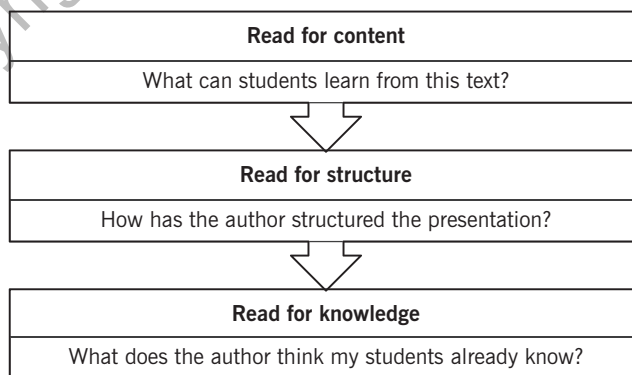 Read for content
What can students learn from this text?
Read for structure
How has the author structured the presentation?
Read for knowledge
What does the author think my students already know?